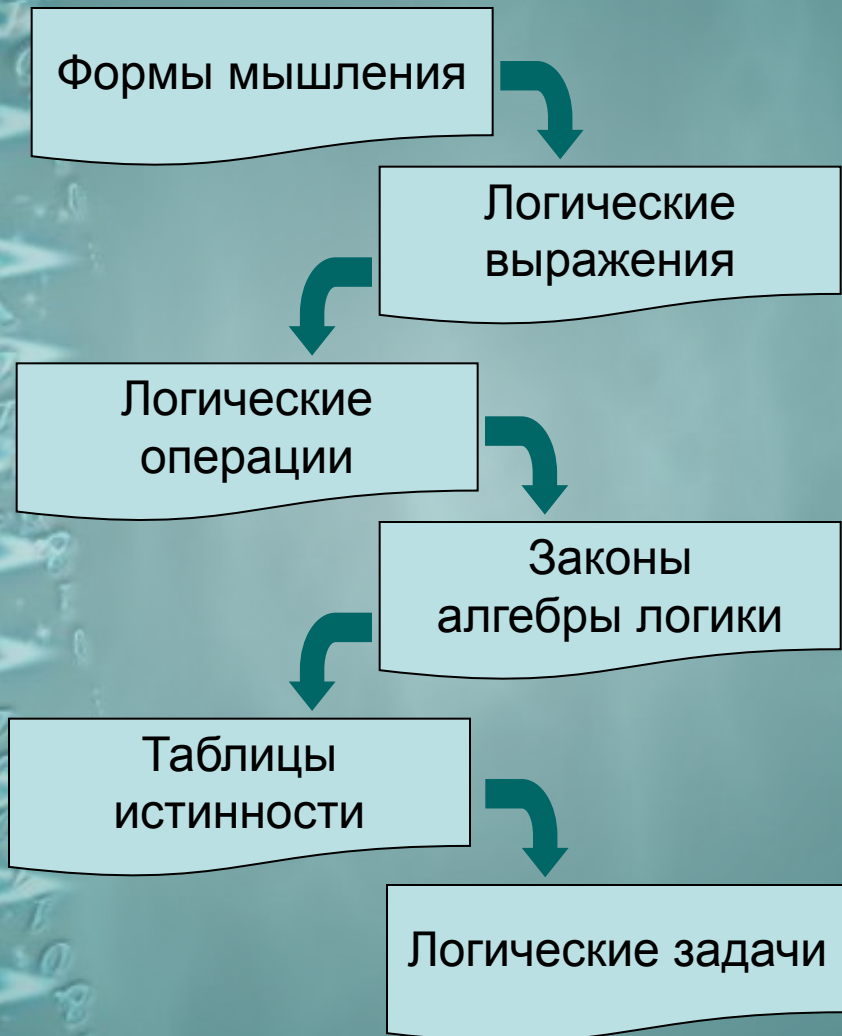 Формы мышления
Логические
выражения
Логические
операции
Законы
алгебры логики
Таблицы
истинности
Логические задачи